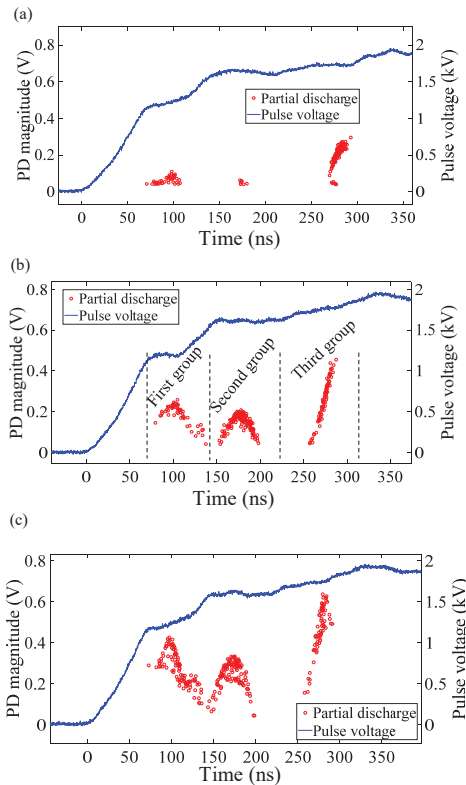 (a)
PD magnitude (V)
0.8
0.6
0.4
0.2
0
Partial discharge
Pulse voltage
2
1.5
1
0.5
0
Pulse voltage (kV)
0 50 100 150 200 250 300 350
Time (ns)
(b)
PD magnitude (V)
0.8
0.6
0.4
0.2
0
Partial discharge
Pulse voltage
First group
Second group
Third group
2
1.5
1
0.5
0
Pulse voltage (kV)
0 50 100 150 200 250 300 350
Time (ns)
(c)
PD magnitude (V)
0.8
0.6
0.4
0.2
0
Partial discharge
Pulse voltage
2
1.5
1
0.5
0
Pulse voltage (kV)
0 50 100 150 200 250 300 350
Time (ns)